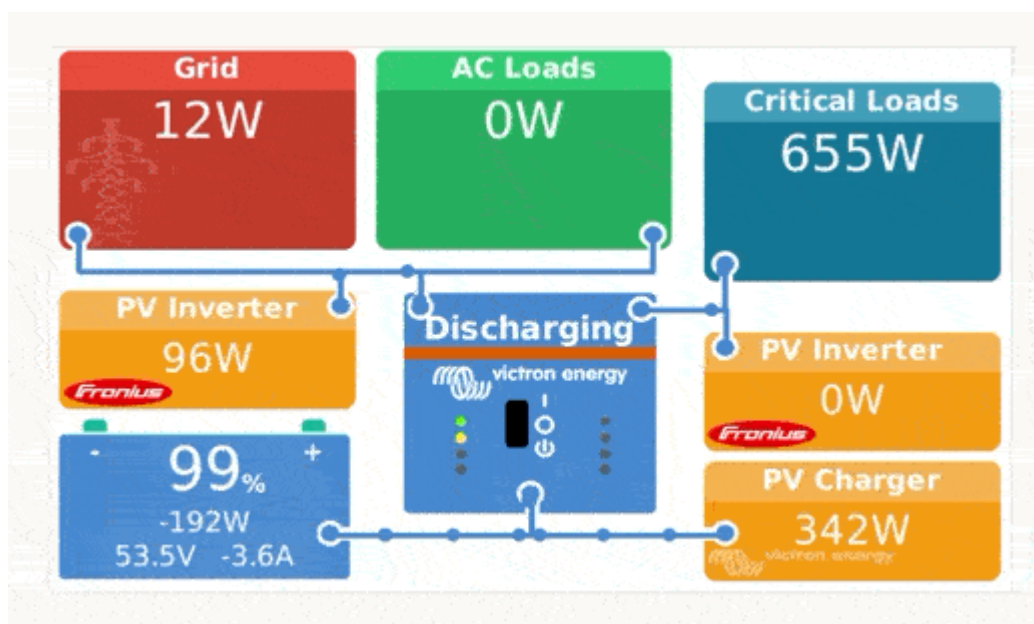 Grid
12W
AC Loads
0W
Critical Loads
655W
PV Inverter
96W
Fronius
Discharging
victron energy
PV Inverter
0W
Fronius
- +
99%
-192W
53.5V -3.6A
PV Charger
342W
victron energy